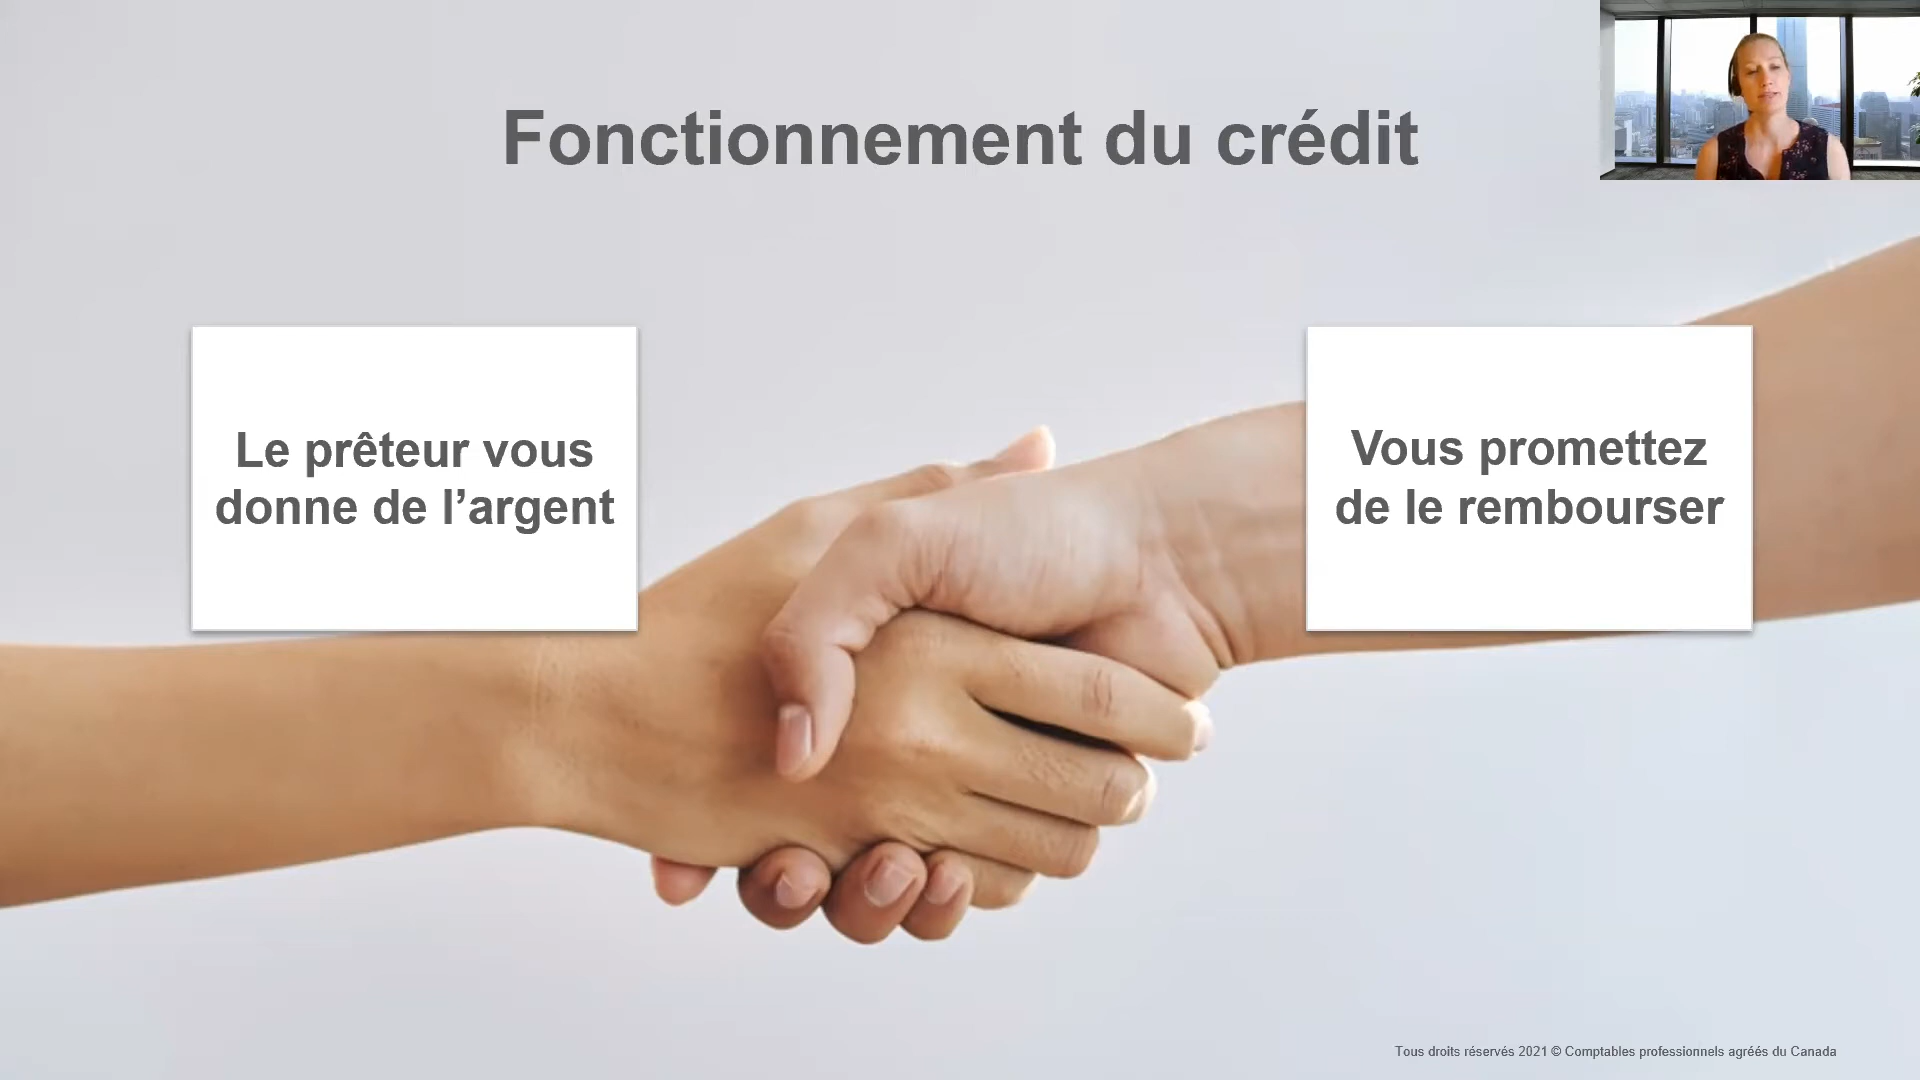 Fonctionnement du crédit
Le prêteur vous
donne de l’argent
Vous promettez
de le rembourser
Tous droits réservés 2021 © Comptables professionnels agréés du Canada